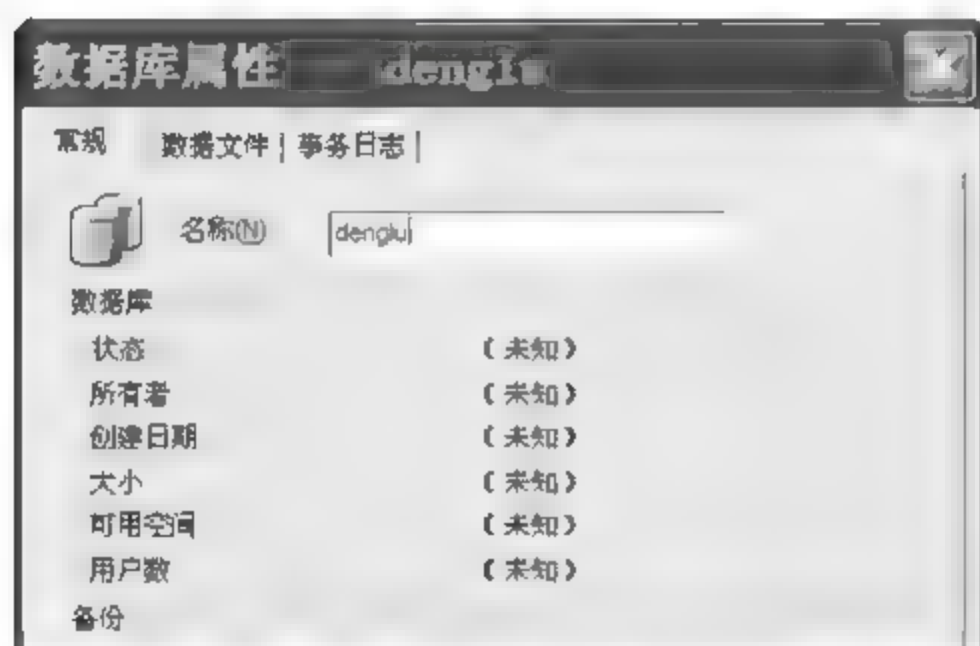 数据库属性 denglu
常规 数据文件 事务日志
名称(N) denglu
数据库
状态 (未知)
所有者 (未知)
创建日期 (未知)
大小 (未知)
可用空间 (未知)
用户数 (未知)
备份